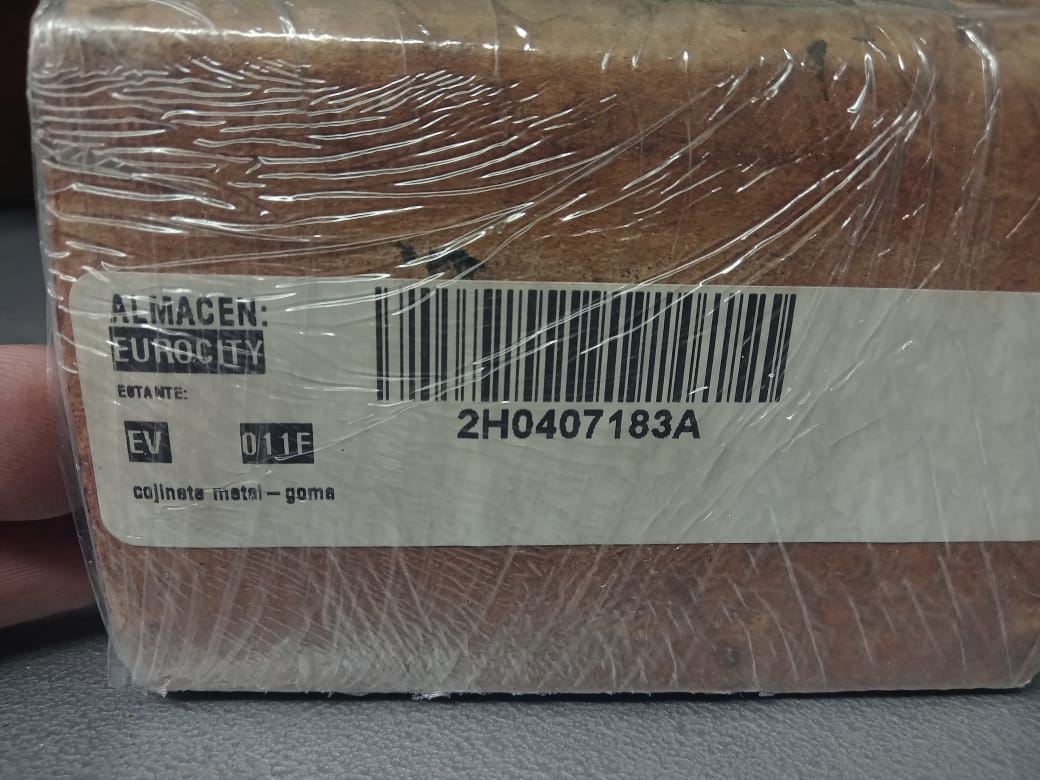 ALMACEN:
EUROCITY
ESTANTE:
EV 011F
cojinete metal-goma
2H0407183A